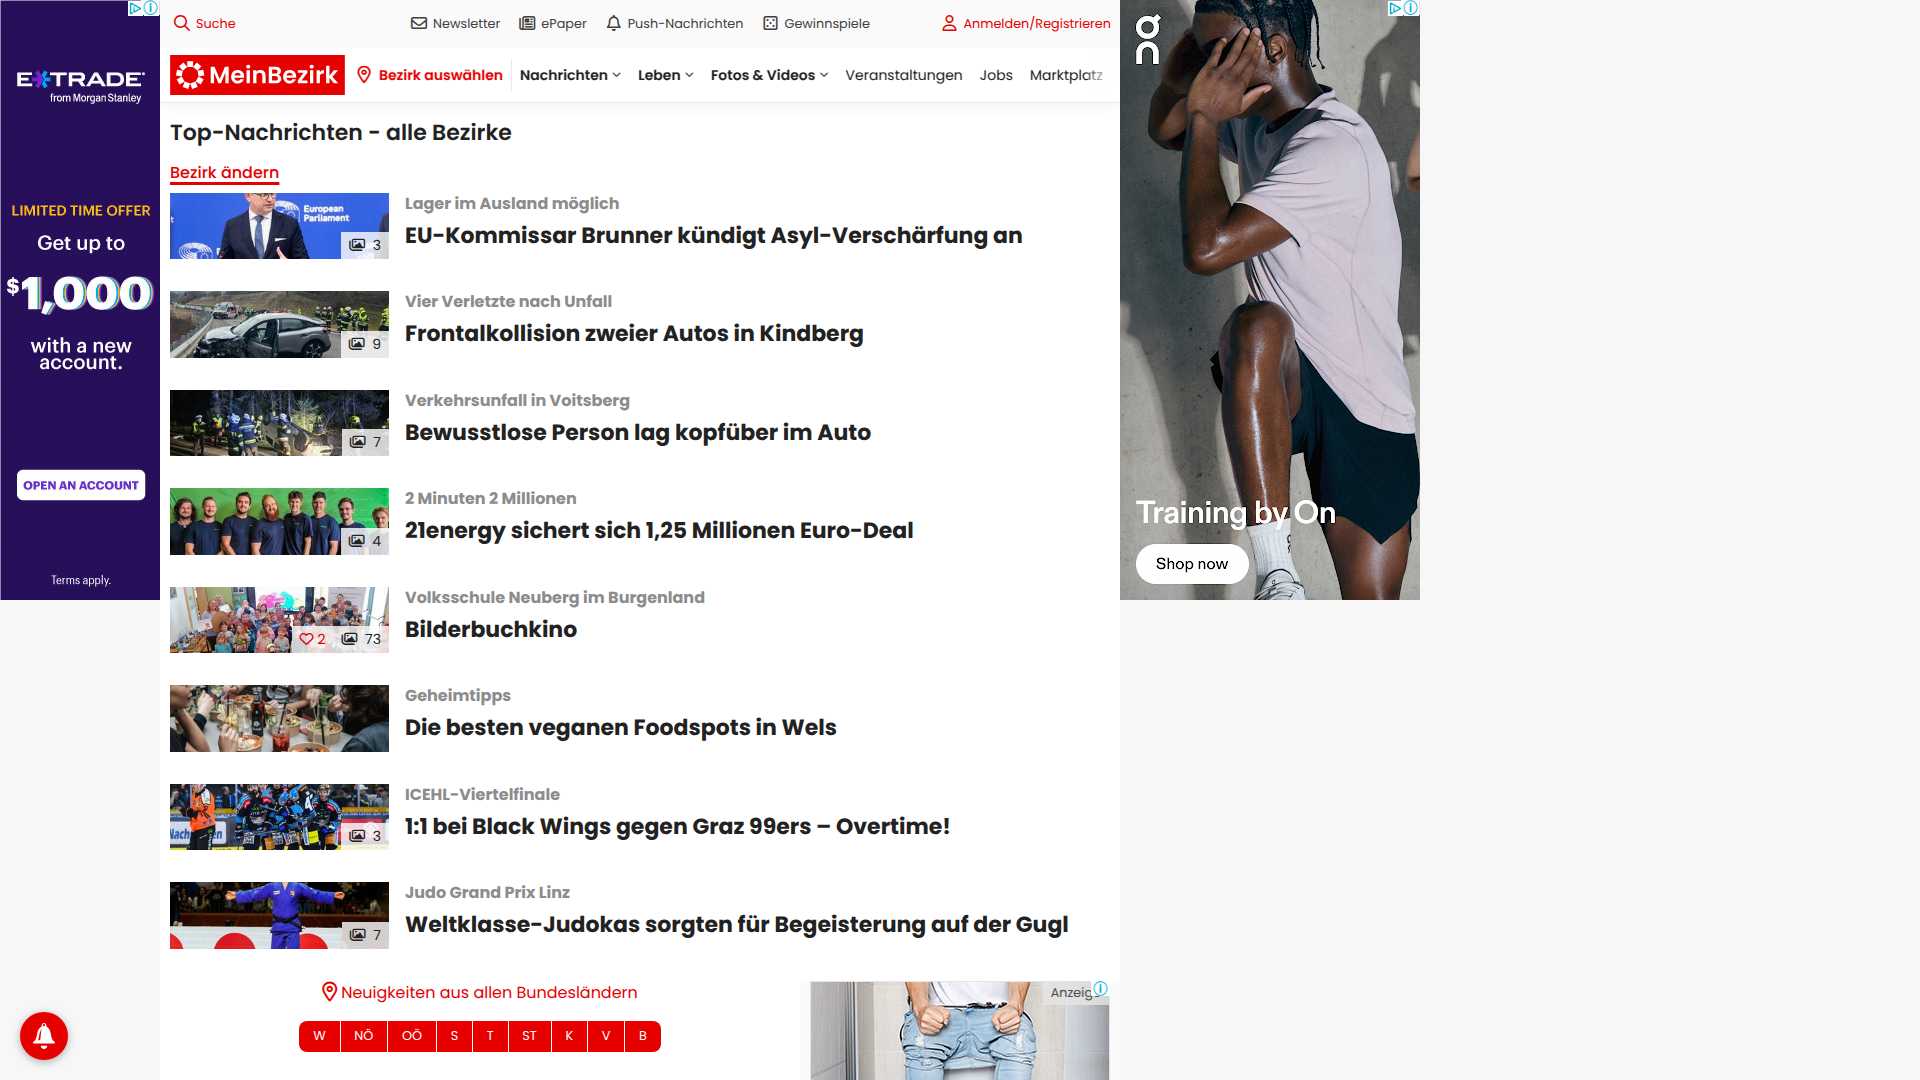 Suche
Newsletter
ePaper
Push-Nachrichten
Gewinnspiele
Anmelden/Registrieren
MeinBezirk
Bezirk auswählen
Nachrichten
Leben
Fotos & Videos
Veranstaltungen
Jobs
Marktplatz
E*TRADE
from Morgan Stanley
LIMITED TIME OFFER
Get up to
$1,000
with a new
account.
OPEN AN ACCOUNT
Terms apply.
Top-Nachrichten - alle Bezirke
Bezirk ändern
European
Parliament
3
Lager im Ausland möglich
EU-Kommissar Brunner kündigt Asyl-Verschärfung an
9
Vier Verletzte nach Unfall
Frontalkollision zweier Autos in Kindberg
7
Verkehrsunfall in Voitsberg
Bewusstlose Person lag kopfüber im Auto
4
2 Minuten 2 Millionen
21energy sichert sich 1,25 Millionen Euro-Deal
2
73
Volksschule Neuberg im Burgenland
Bilderbuchkino
Geheimtipps
Die besten veganen Foodspots in Wels
3
ICEHL-Viertelfinale
1:1 bei Black Wings gegen Graz 99ers – Overtime!
7
Judo Grand Prix Linz
Weltklasse-Judokas sorgten für Begeisterung auf der Gugl
Neuigkeiten aus allen Bundesländern
W
NÖ
OÖ
S
T
ST
K
V
B
on
Training by On
Shop now